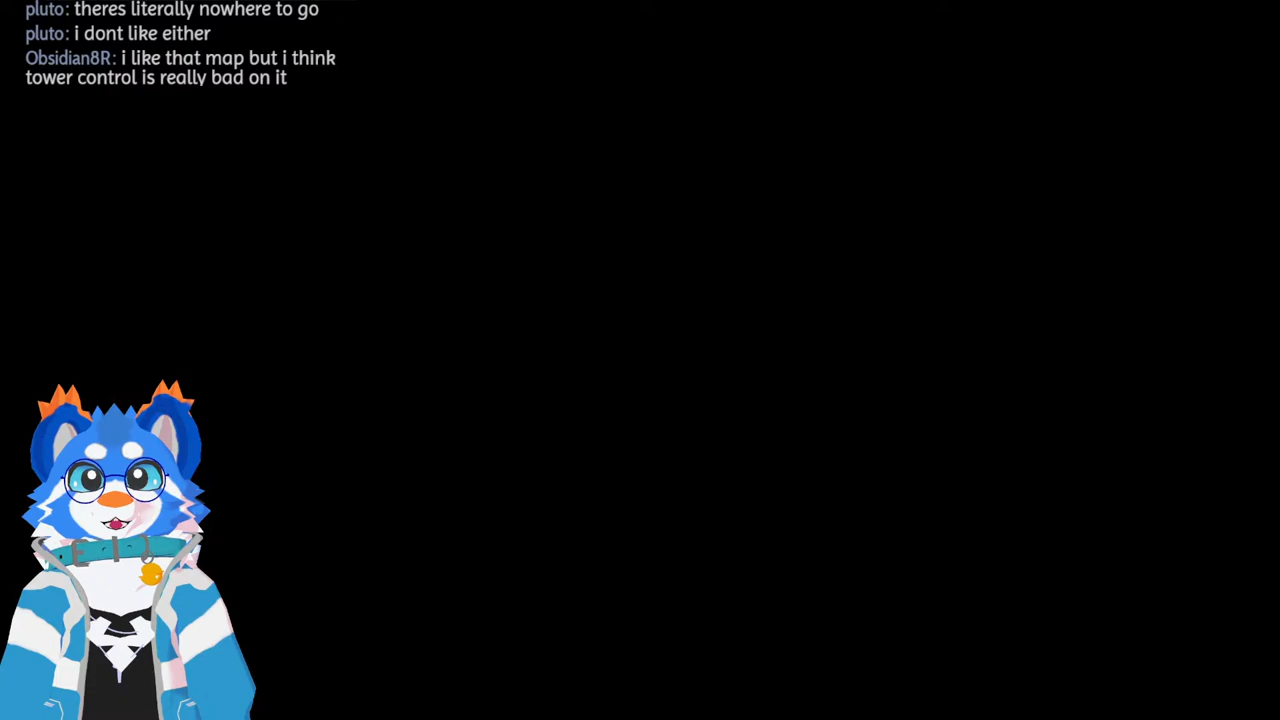 pluto: theres literally nowhere to go
pluto: i dont like either
Obsidian8R: i like that map but i think
tower control is really bad on it